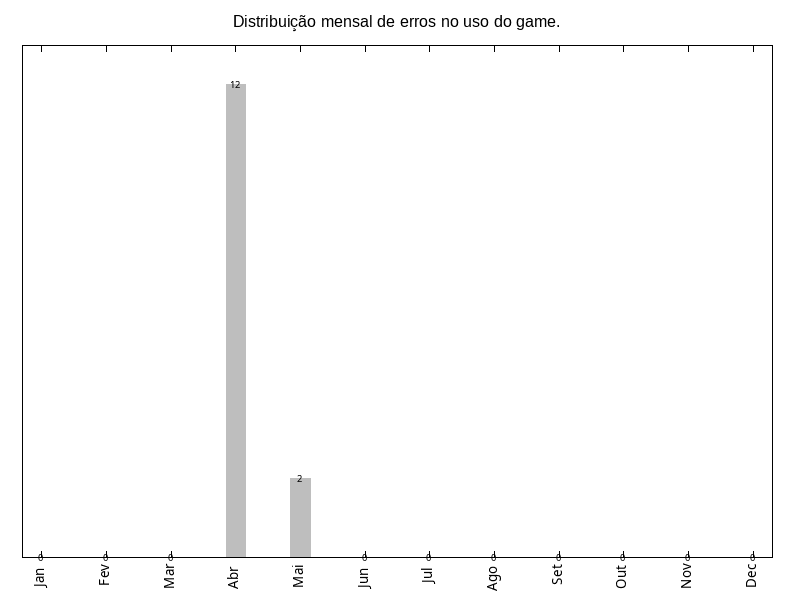 Distribuição mensal de erros no uso do game.
12
2
0 0 0 0 0 0 0 0 0 0
Jan Fev Mar Abr Mai Jun Jul Ago Set Out Nov Dec